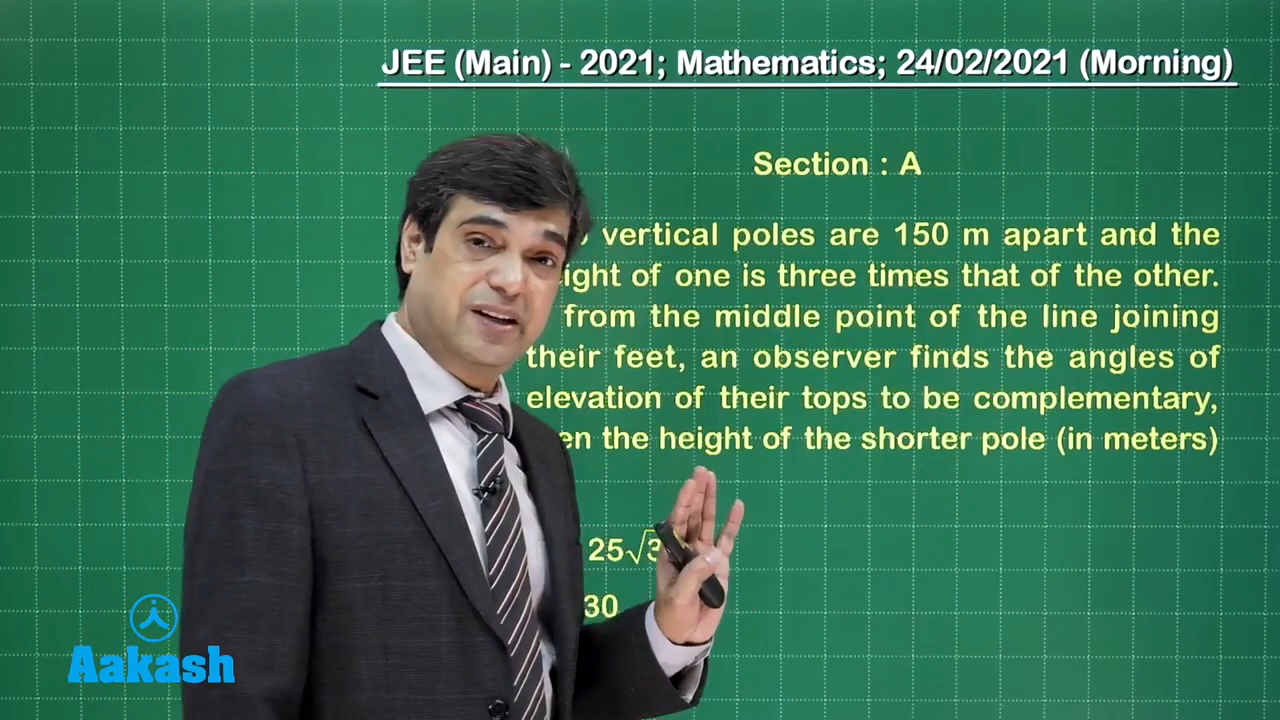 JEE (Main) - 2021; Mathematics; 24/02/2021 (Morning)
Section : A
vertical poles are 150 m apart and the
of one is three times that of the other.
from the middle point of the line joining
their feet, an observer finds the angles of
elevation of their tops to be complementary,
the height of the shorter pole (in meters)
25√3
30
Aakash